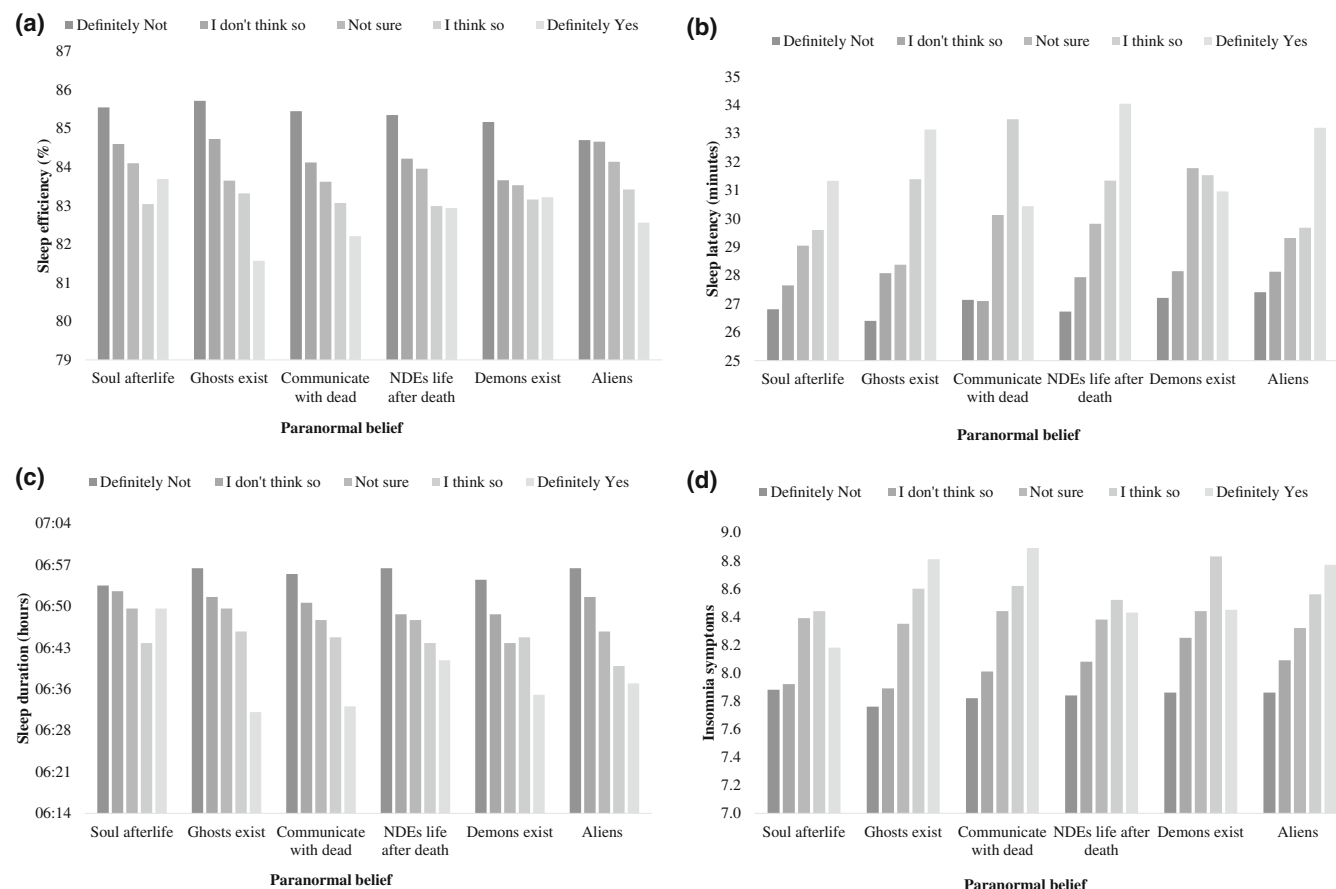 (a)
Definitely Not I don't think so Not sure I think so Definitely Yes
87
86
85
84
83
82
81
80
79
Sleep efficiency (%)
Soul afterlife Ghosts exist Communicate NDEs life Demons exist Aliens
with dead after death
Paranormal belief
(b)
Definitely Not I don't think so Not sure I think so Definitely Yes
35
34
33
32
31
30
29
28
27
26
25
Sleep latency (minutes)
Soul afterlife Ghosts exist Communicate NDEs life after Demons exist Aliens
with dead death
Paranormal belief
(c)
Definitely Not I don't think so Not sure I think so Definitely Yes
07:04
06:57
06:50
06:43
06:36
06:28
06:21
06:14
Sleep duration (hours)
Soul afterlife Ghosts exist Communicate NDEs life Demons exist Aliens
with dead after death
Paranormal belief
(d)
Definitely Not I don't think so Not sure I think so Definitely Yes
9.0
8.8
8.6
8.4
8.2
8.0
7.8
7.6
7.4
7.2
7.0
Insomnia symptoms
Soul afterlife Ghosts exist Communicate NDEs life after Demons exist Aliens
with dead death
Paranormal belief